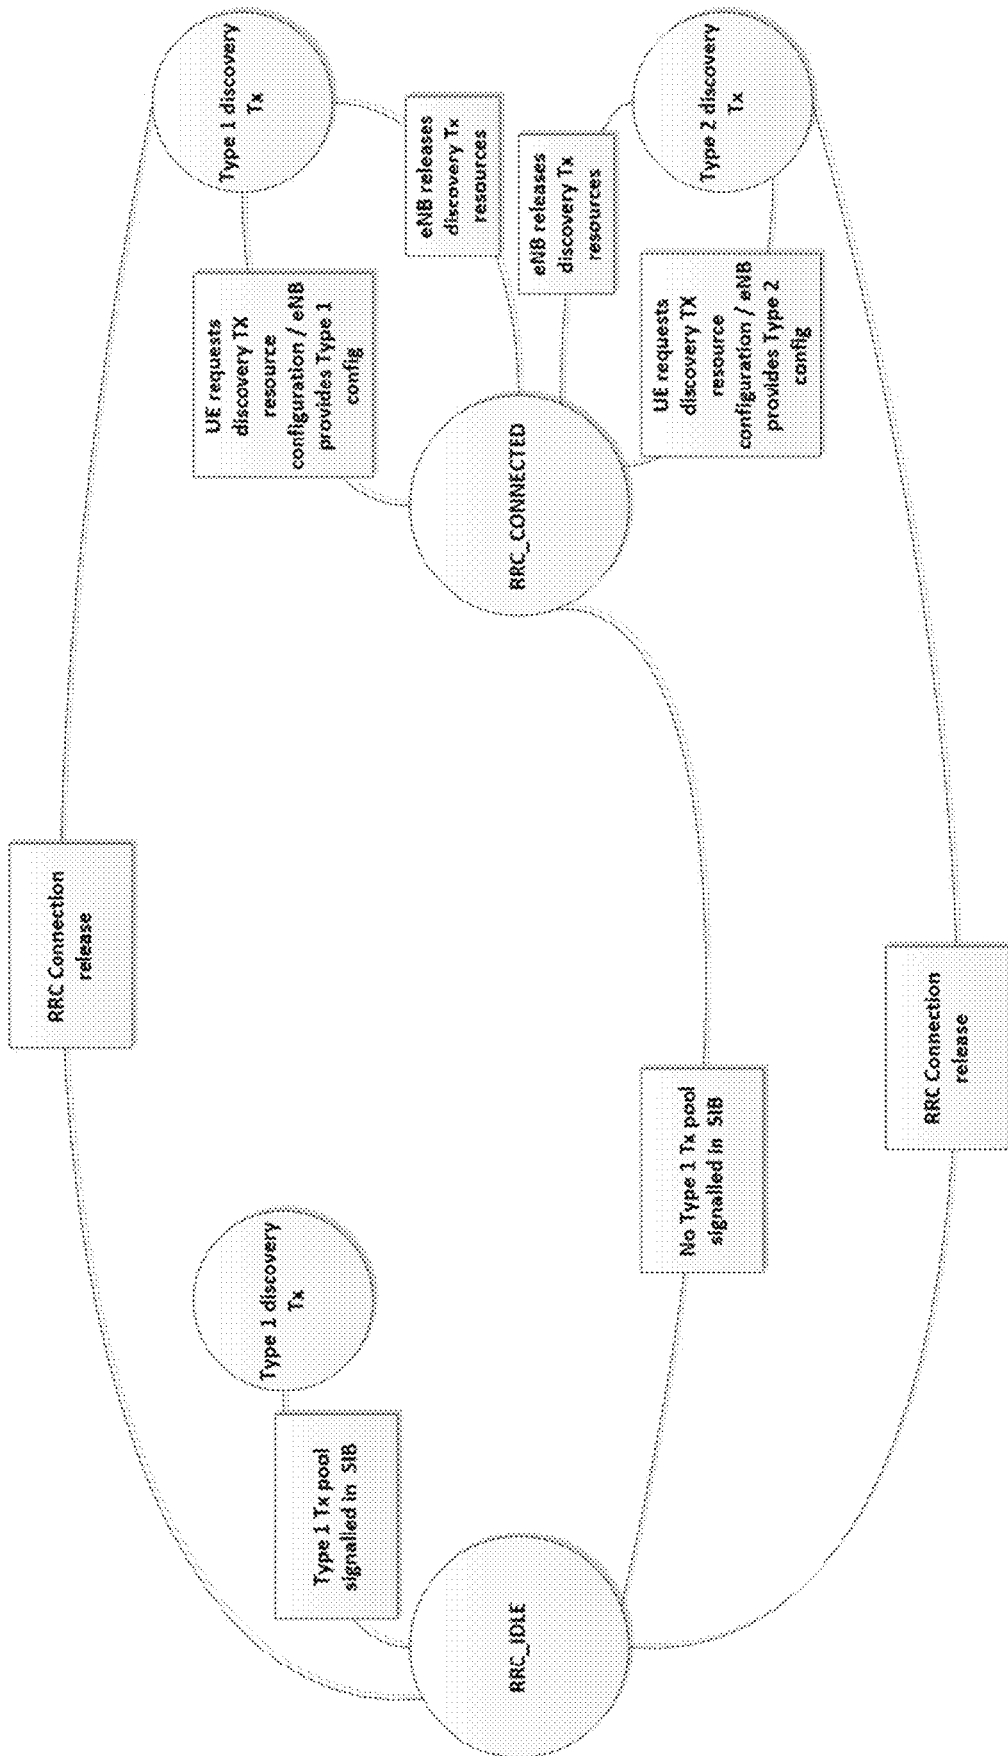 RRC Connection
release
Type 1 discovery
Tx
UE requests
discovery TX
resource
configuration / eNB
provides Type 1
config
eNB releases
discovery Tx
resources
Type 1 Tx pool
signalled in SIB
Type 1 discovery
Tx
RRC_IDLE
RRC_CONNECTED
eNB releases
discovery Tx
resources
No Type 1 Tx pool
signalled in SIB
UE requests
discovery TX
resource
configuration / eNB
provides Type 2
config
Type 2 discovery
Tx
RRC Connection
release